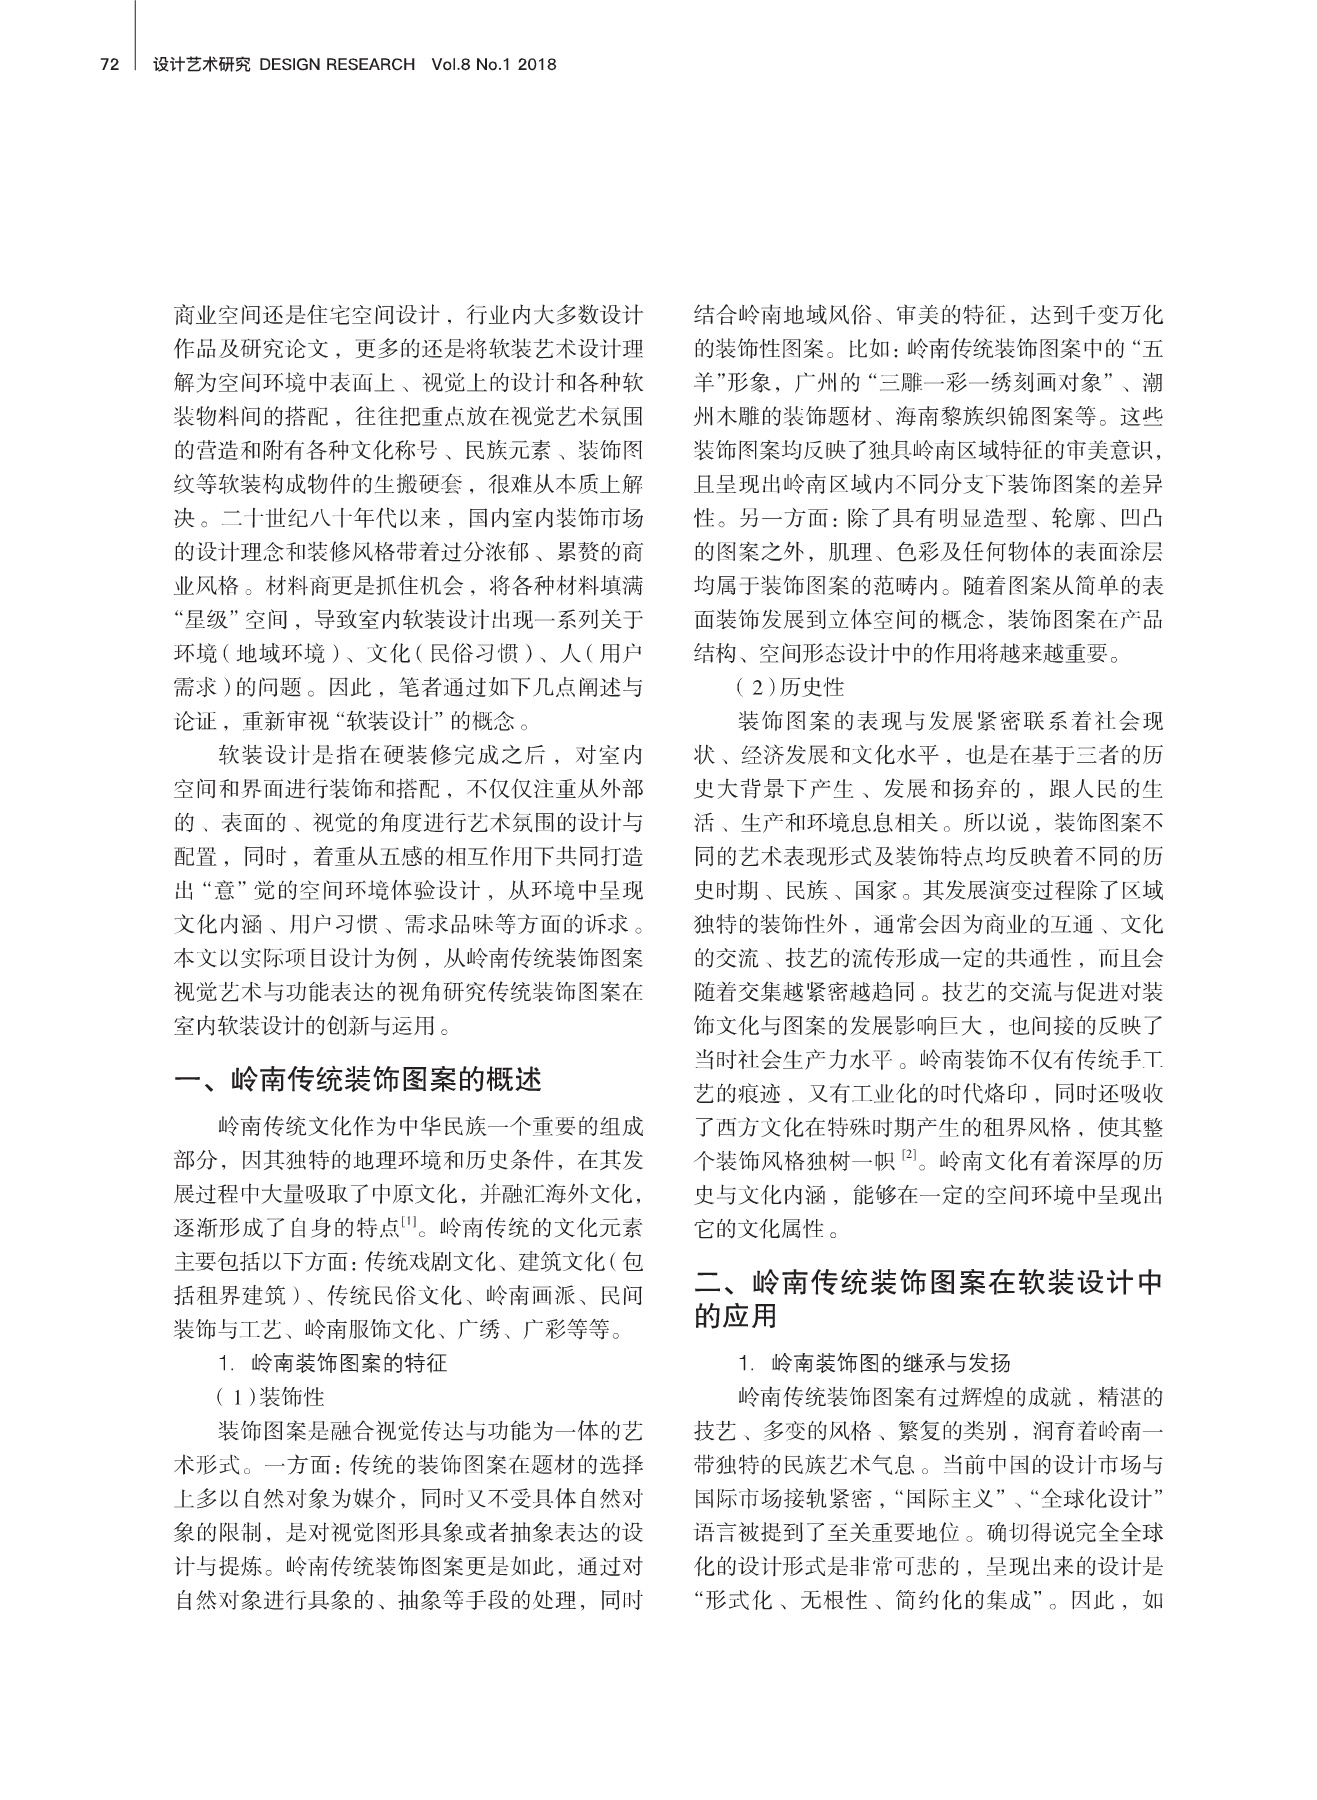 72 设计艺术研究 DESIGN RESEARCH Vol.8 No.1 2018
商业空间还是住宅空间设计，行业内大多数设计
作品及研究论文，更多的还是将软装艺术设计理
解为空间环境中表面上、视觉上的设计和各种软
装物料间的搭配，往往把重点放在视觉艺术氛围
的营造和附有各种文化称号、民族元素、装饰图
纹等软装构成物件的生搬硬套，很难从本质上解
决。二十世纪八十年代以来，国内室内装饰市场
的设计理念和装修风格带着过分浓郁、累赘的商
业风格。材料商更是抓住机会，将各种材料填满
“星级”空间，导致室内软装设计出现一系列关于
环境（地域环境）、文化（民俗习惯）、人（用户
需求）的问题。因此，笔者通过如下几点阐述与
论证，重新审视“软装设计”的概念。
软装设计是指在硬装修完成之后，对室内
空间和界面进行装饰和搭配，不仅仅注重从外部
的、表面的、视觉的角度进行艺术氛围的设计与
配置，同时，着重从五感的相互作用下共同打造
出“意”觉的空间环境体验设计，从环境中呈现
文化内涵、用户习惯、需求品味等方面的诉求。
本文以实际项目设计为例，从岭南传统装饰图案
视觉艺术与功能表达的视角研究传统装饰图案在
室内软装设计的创新与运用。
一、岭南传统装饰图案的概述
岭南传统文化作为中华民族一个重要的组成
部分，因其独特的地理环境和历史条件，在其发
展过程中大量吸取了中原文化，并融汇海外文化，
逐渐形成了自身的特点[1]。岭南传统的文化元素
主要包括以下方面：传统戏剧文化、建筑文化（包
括租界建筑）、传统民俗文化、岭南画派、民间
装饰与工艺、岭南服饰文化、广绣、广彩等等。
1. 岭南装饰图案的特征
（1）装饰性
装饰图案是融合视觉传达与功能为一体的艺
术形式。一方面：传统的装饰图案在题材的选择
上多以自然对象为媒介，同时又不受具体自然对
象的限制，是对视觉图形具象或者抽象表达的设
计与提炼。岭南传统装饰图案更是如此，通过对
自然对象进行具象的、抽象等手段的处理，同时
结合岭南地域风俗、审美的特征，达到千变万化
的装饰性图案。比如：岭南传统装饰图案中的“五
羊”形象，广州的“三雕一彩一绣刻画对象”、潮
州木雕的装饰题材、海南黎族织锦图案等。这些
装饰图案均反映了独具岭南区域特征的审美意识，
且呈现出岭南区域内不同分支下装饰图案的差异
性。另一方面：除了具有明显造型、轮廓、凹凸
的图案之外，肌理、色彩及任何物体的表面涂层
均属于装饰图案的范畴内。随着图案从简单的表
面装饰发展到立体空间的概念，装饰图案在产品
结构、空间形态设计中的作用将越来越重要。
（2）历史性
装饰图案的表现与发展紧密联系着社会现
状、经济发展和文化水平，也是在基于三者的历
史大背景下产生、发展和扬弃的，跟人民的生
活、生产和环境息息相关。所以说，装饰图案不
同的艺术表现形式及装饰特点均反映着不同的历
史时期、民族、国家。其发展演变过程除了区域
独特的装饰性外，通常会因为商业的互通、文化
的交流、技艺的流传形成一定的共通性，而且会
随着交集越紧密越趋同。技艺的交流与促进对装
饰文化与图案的发展影响巨大，也间接的反映了
当时社会生产力水平。岭南装饰不仅有传统手工
艺的痕迹，又有工业化的时代烙印，同时还吸收
了西方文化在特殊时期产生的租界风格，使其整
个装饰风格独树一帜[2]。岭南文化有着深厚的历
史与文化内涵，能够在一定的空间环境中呈现出
它的文化属性。
二、岭南传统装饰图案在软装设计中
的应用
1. 岭南装饰图的继承与发扬
岭南传统装饰图案有过辉煌的成就，精湛的
技艺、多变的风格、繁复的类别，润育着岭南一
带独特的民族艺术气息。当前中国的设计市场与
国际市场接轨紧密，“国际主义”、“全球化设计”
语言被提到了至关重要地位。确切得说完全全球
化的设计形式是非常可悲的，呈现出来的设计是
“形式化、无根性、简约化的集成”。因此，如